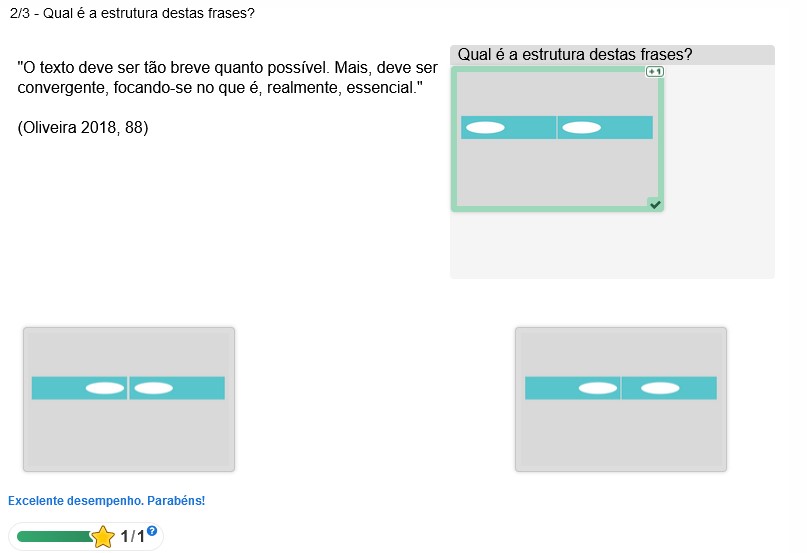 2/3 - Qual é a estrutura destas frases?
"O texto deve ser tão breve quanto possível. Mais, deve ser
convergente, focando-se no que é, realmente, essencial."
(Oliveira 2018, 88)
Qual é a estrutura destas frases?
+1
Excelente desempenho. Parabéns!
1/1 ?